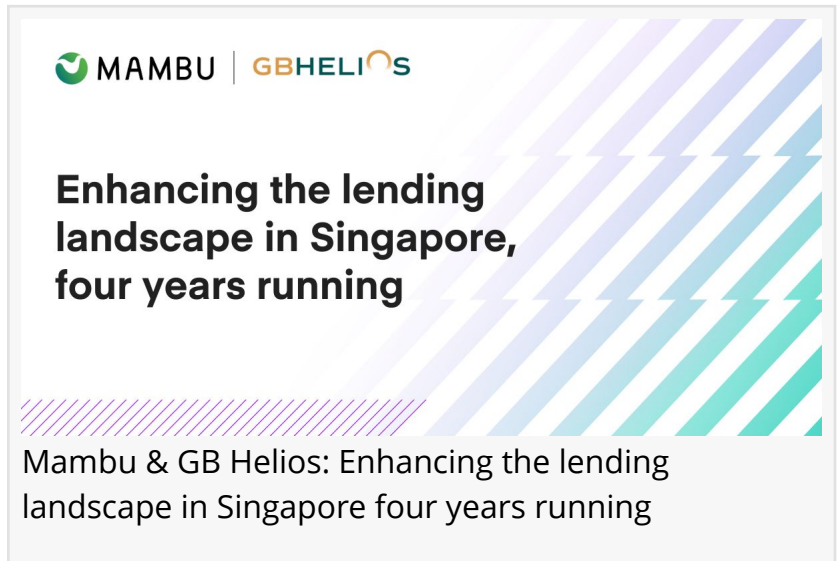 MAMBU | GBHELIOS
Enhancing the lending
landscape in Singapore,
four years running
Mambu & GB Helios: Enhancing the lending
landscape in Singapore four years running